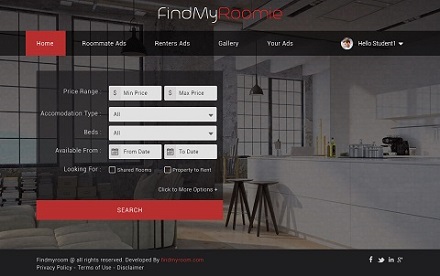 FindMyRoomie
Home Roommate Ads Renters Ads Gallery Your Ads Hello Student1
Price Range $ Min Price $ Max Price
Accomodation Type All
Beds All
Available From : From Date To Date
Looking For : Shared Rooms Property to Rent
Click to More Options +
SEARCH
Findmyroom @ all rights reserved. Developed By findmyroom.com
Privacy Policy - Terms of Use - Disclaimer